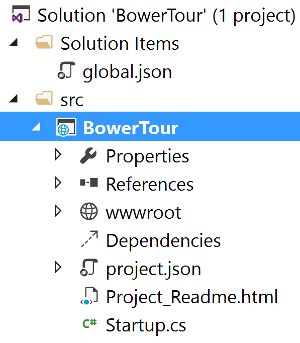 Solution 'BowerTour' (1 project)
Solution Items
global.json
src
BowerTour
Properties
References
wwwroot
Dependencies
project.json
Project_Readme.html
C# Startup.cs